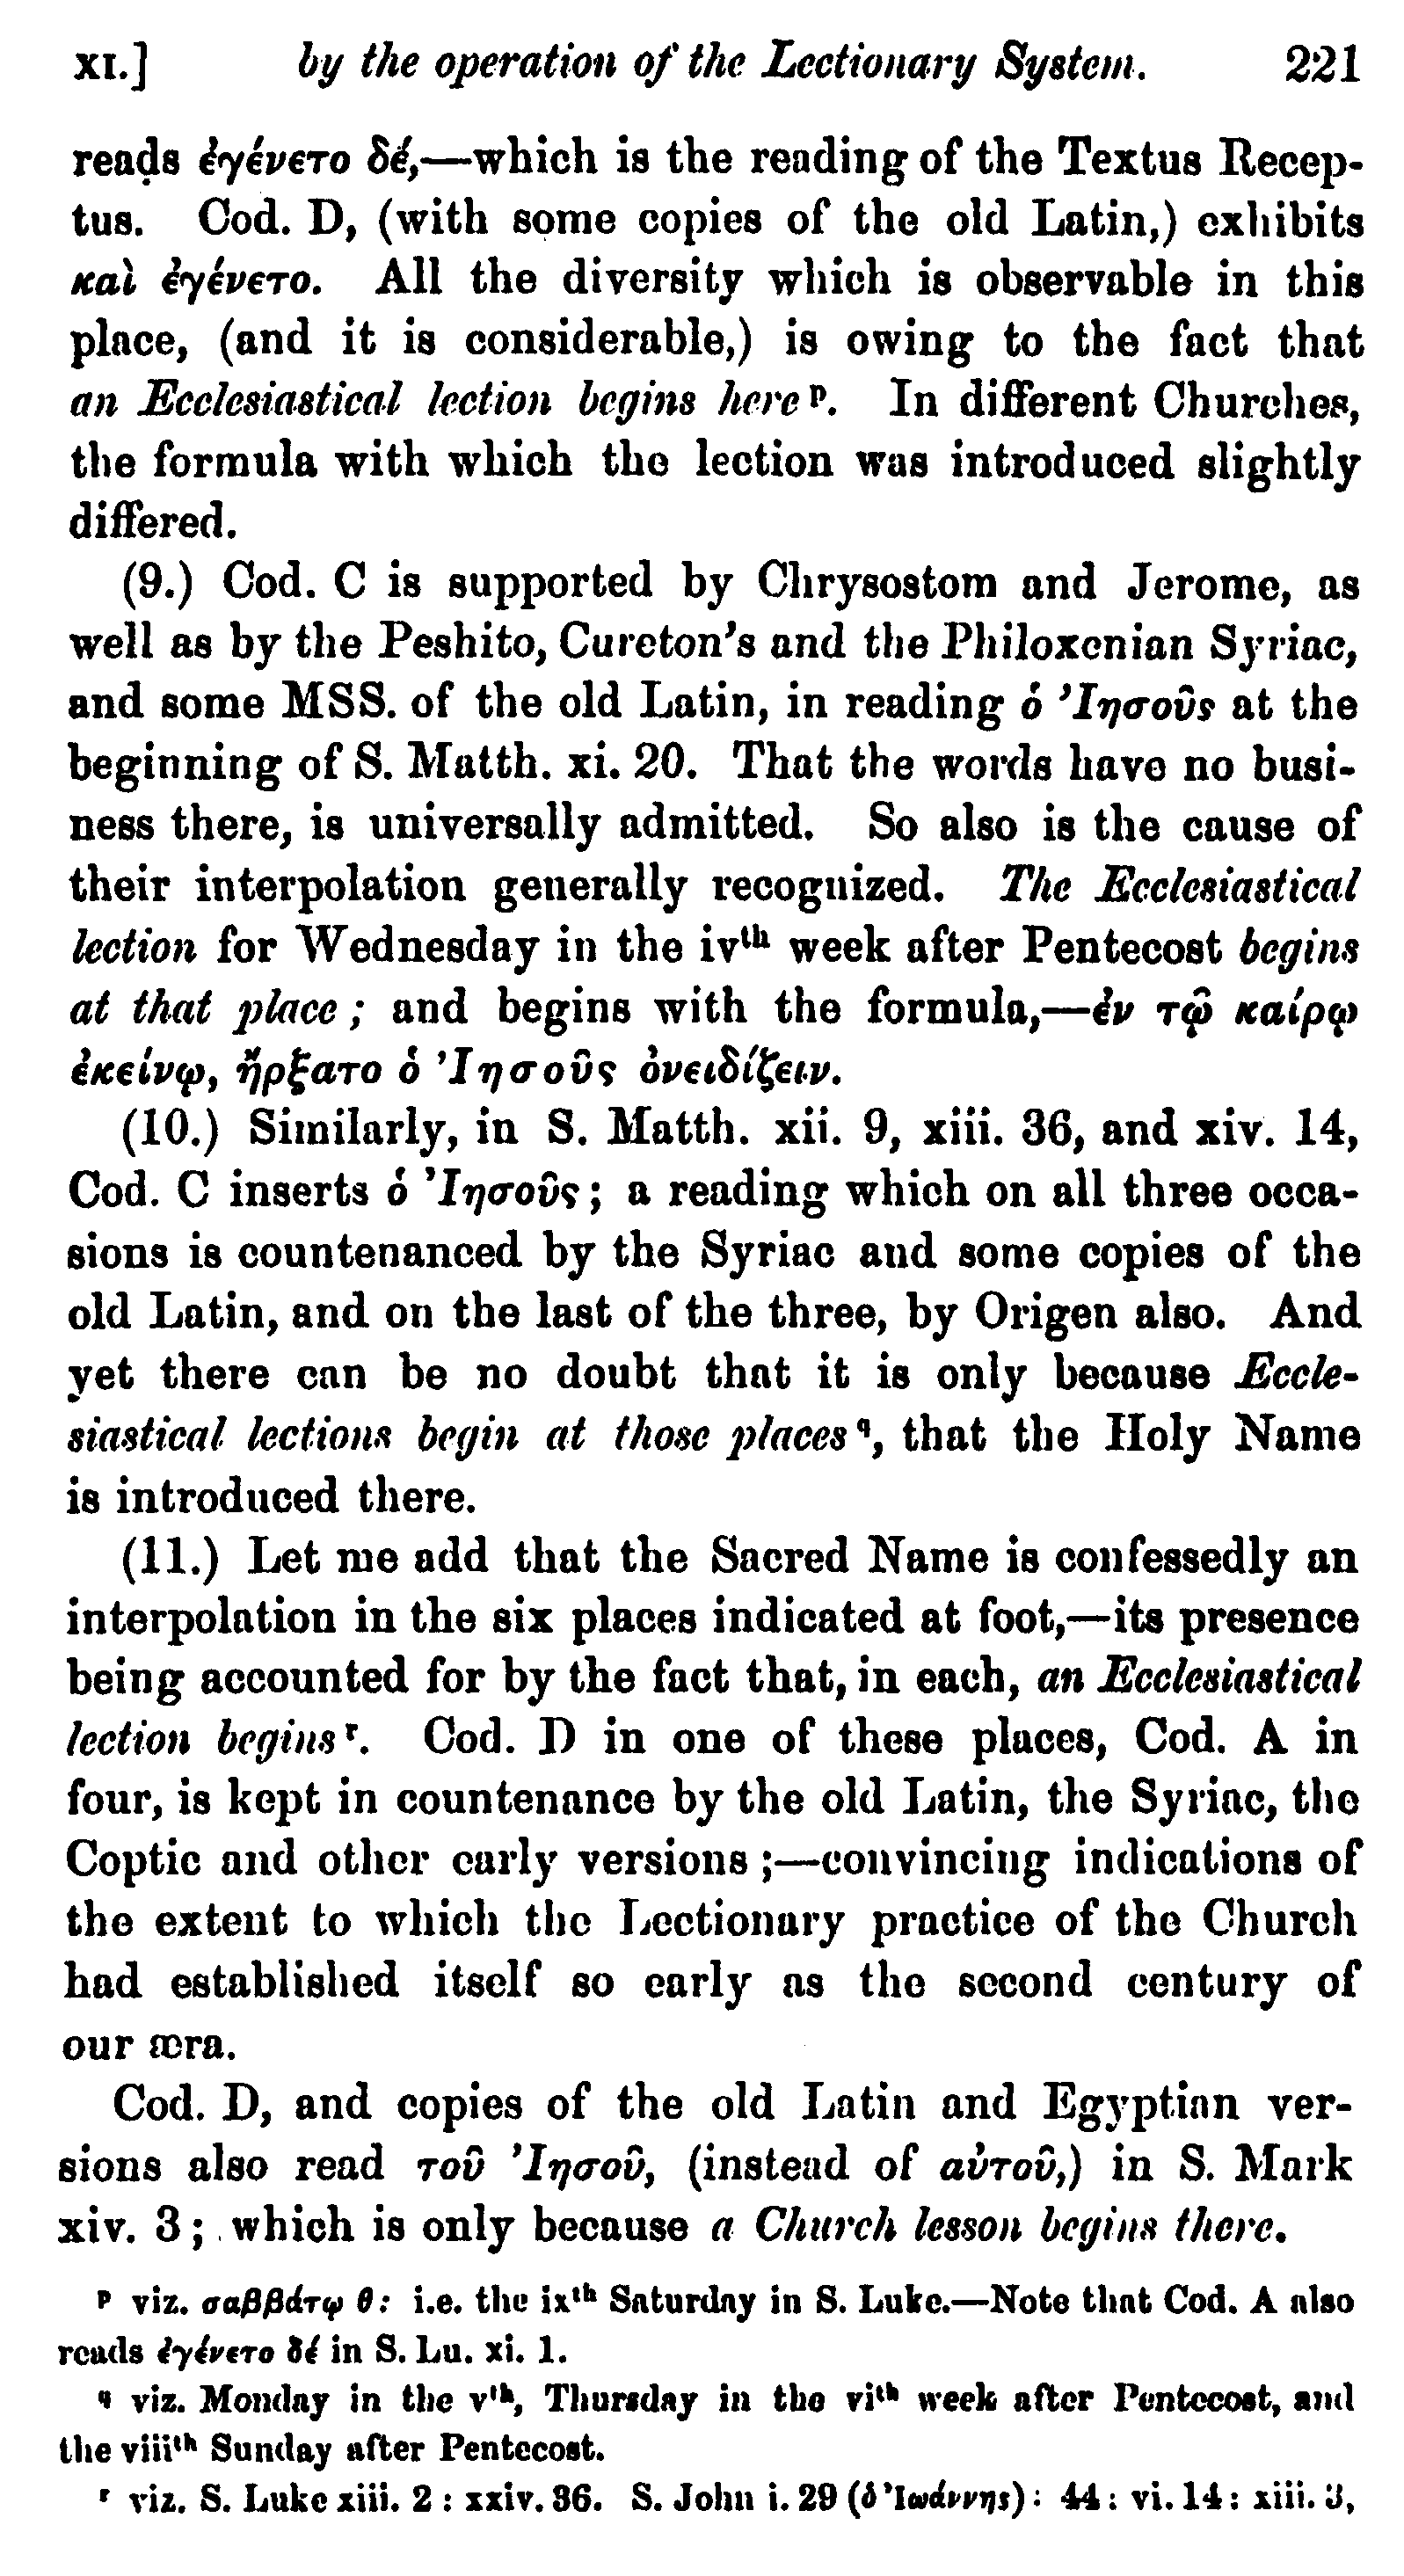 XI.] by the operation of the Lectionary System. 221
reads ἐγένετο δέ,—which is the reading of the Textus Recep-
tus. Cod. D, (with some copies of the old Latin,) exhibits
καὶ ἐγένετο. All the diversity which is observable in this
place, (and it is considerable,) is owing to the fact that
an Ecclesiastical lection begins here ᵖ. In different Churches,
the formula with which the lection was introduced slightly
differed.
(9.) Cod. C is supported by Chrysostom and Jerome, as
well as by the Peshito, Cureton's and the Philoxenian Syriac,
and some MSS. of the old Latin, in reading ὁ Ἰησοῦς at the
beginning of S. Matth. xi. 20. That the words have no busi-
ness there, is universally admitted. So also is the cause of
their interpolation generally recognized. The Ecclesiastical
lection for Wednesday in the ivᵗʰ week after Pentecost begins
at that place; and begins with the formula,—ἐν τῷ καίρῳ
ἐκείνῳ, ἤρξατο ὁ Ἰησοῦς ὀνειδίζειν.
(10.) Similarly, in S. Matth. xii. 9, xiii. 36, and xiv. 14,
Cod. C inserts ὁ Ἰησοῦς; a reading which on all three occa-
sions is countenanced by the Syriac and some copies of the
old Latin, and on the last of the three, by Origen also. And
yet there can be no doubt that it is only because Eccle-
siastical lections begin at those places q, that the Holy Name
is introduced there.
(11.) Let me add that the Sacred Name is confessedly an
interpolation in the six places indicated at foot,—its presence
being accounted for by the fact that, in each, an Ecclesiastical
lection begins ʳ. Cod. D in one of these places, Cod. A in
four, is kept in countenance by the old Latin, the Syriac, the
Coptic and other early versions;—convincing indications of
the extent to which the Lectionary practice of the Church
had established itself so early as the second century of
our æra.
Cod. D, and copies of the old Latin and Egyptian ver-
sions also read τοῦ Ἰησοῦ, (instead of αὐτοῦ,) in S. Mark
xiv. 3; which is only because a Church lesson begins there.
ᵖ viz. σαββάτῳ θ: i.e. the ixᵗʰ Saturday in S. Luke.—Note that Cod. A also
reads ἐγένετο δέ in S. Lu. xi. 1.
q viz. Monday in the vᵗʰ, Thursday in the viᵗʰ week after Pentecost, and
the viiiᵗʰ Sunday after Pentecost.
ʳ viz. S. Luke xiii. 2 : xxiv. 36. S. John i. 29 (ὁ Ἰωάννης): 44: vi. 14: xiii. 3,